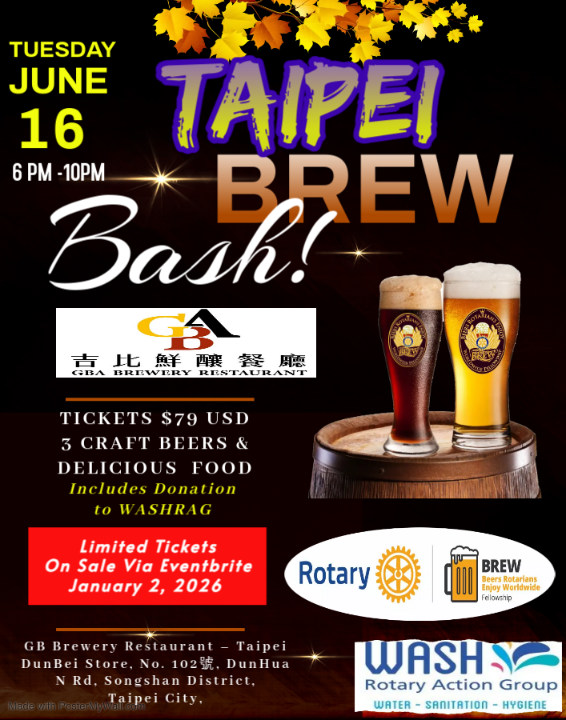 TUESDAY
JUNE
16
6 PM -10PM
TAIPEI
BREW
Bash!
GAB
吉比鮮釀餐廳
GBA BREWERY RESTAURANT
TICKETS $79 USD
3 CRAFT BEERS &
DELICIOUS FOOD
Includes Donation
to WASHRAG
Limited Tickets
On Sale Via Eventbrite
January 2, 2026
Rotary
BREW
Beers Rotarians
Enjoy Worldwide
Fellowship
GB Brewery Restaurant – Taipei
DunBei Store, No. 102號, DunHua
N Rd, Songshan District,
Taipei City,
WASH
Rotary Action Group
WATER - SANITATION - HYGIENE
Made with PosterMyWall.com